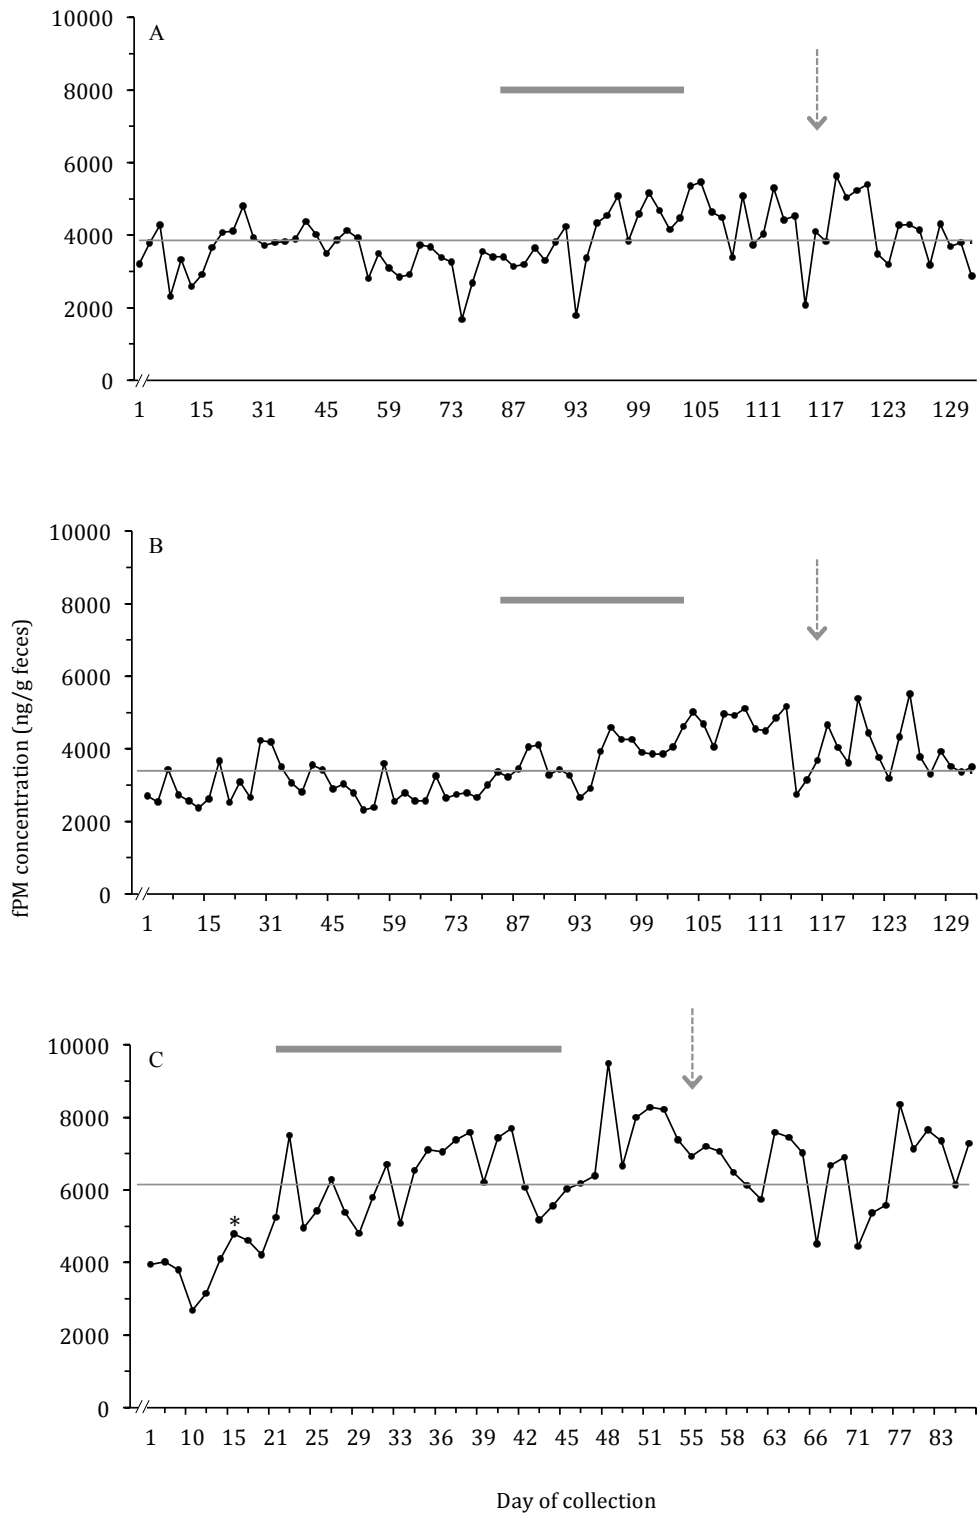 A
10000
8000
6000
4000
2000
0
1 15 31 45 59 73 87 93 99 105 111 117 123 129
B
10000
8000
6000
4000
2000
0
1 15 31 45 59 73 87 93 99 105 111 117 123 129
fPM concentration (ng/g feces)
C
10000
8000
6000
4000
2000
0
*
1 10 15 21 25 29 33 36 39 42 45 48 51 55 58 63 66 71 77 83
Day of collection